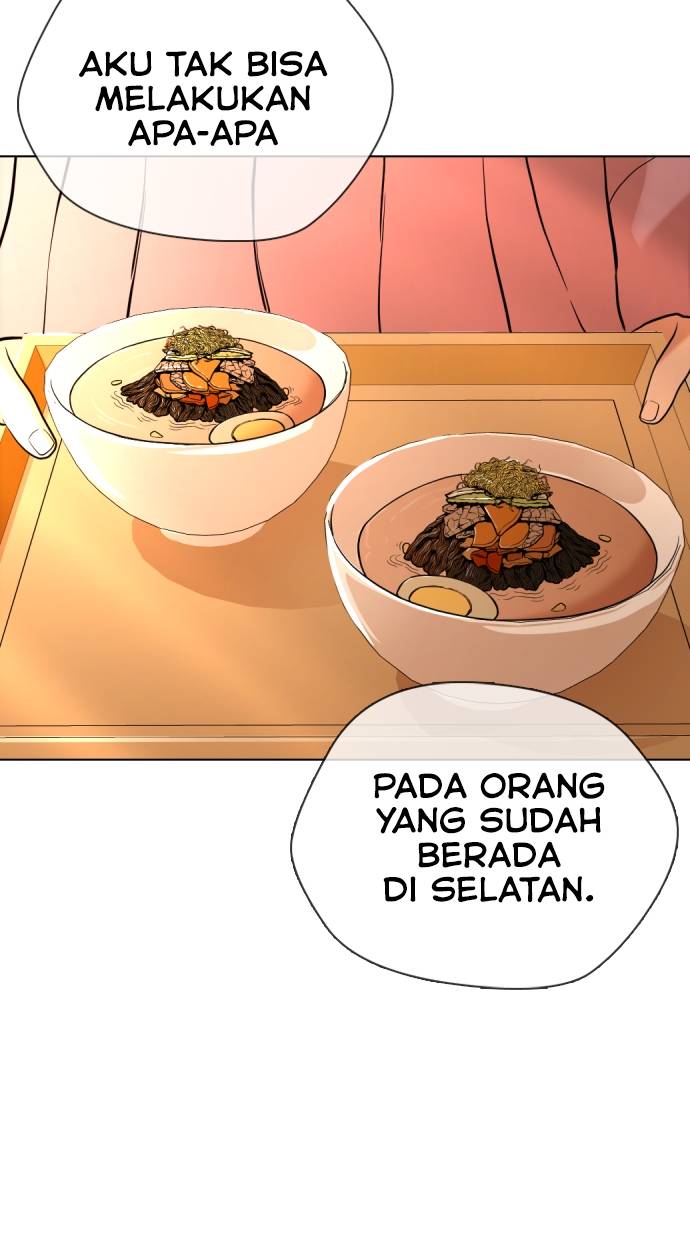 AKU TAK BISA
MELAKUKAN
APA-APA
PADA ORANG
YANG SUDAH
BERADA
DI SELATAN.